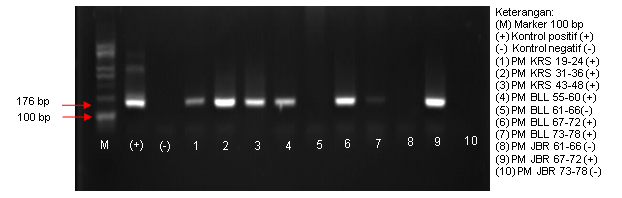 Keterangan:
(M) Marker 100 bp
(+) Kontrol positif (+)
(-) Kontrol negatif (-)
(1) PM KRS 19-24 (+)
(2) PM KRS 31-36 (+)
(3) PM KRS 43-48 (+)
(4) PM BLL 55-60 (+)
(5) PM BLL 61-66 (-)
(6) PM BLL 67-72 (+)
(7) PM BLL 73-78 (+)
(8) PM JBR 61-66 (-)
(9) PM JBR 67-72 (+)
(10) PM JBR 73-78 (-)
176 bp
100 bp
M (+) (-) 1 2 3 4 5 6 7 8 9 10